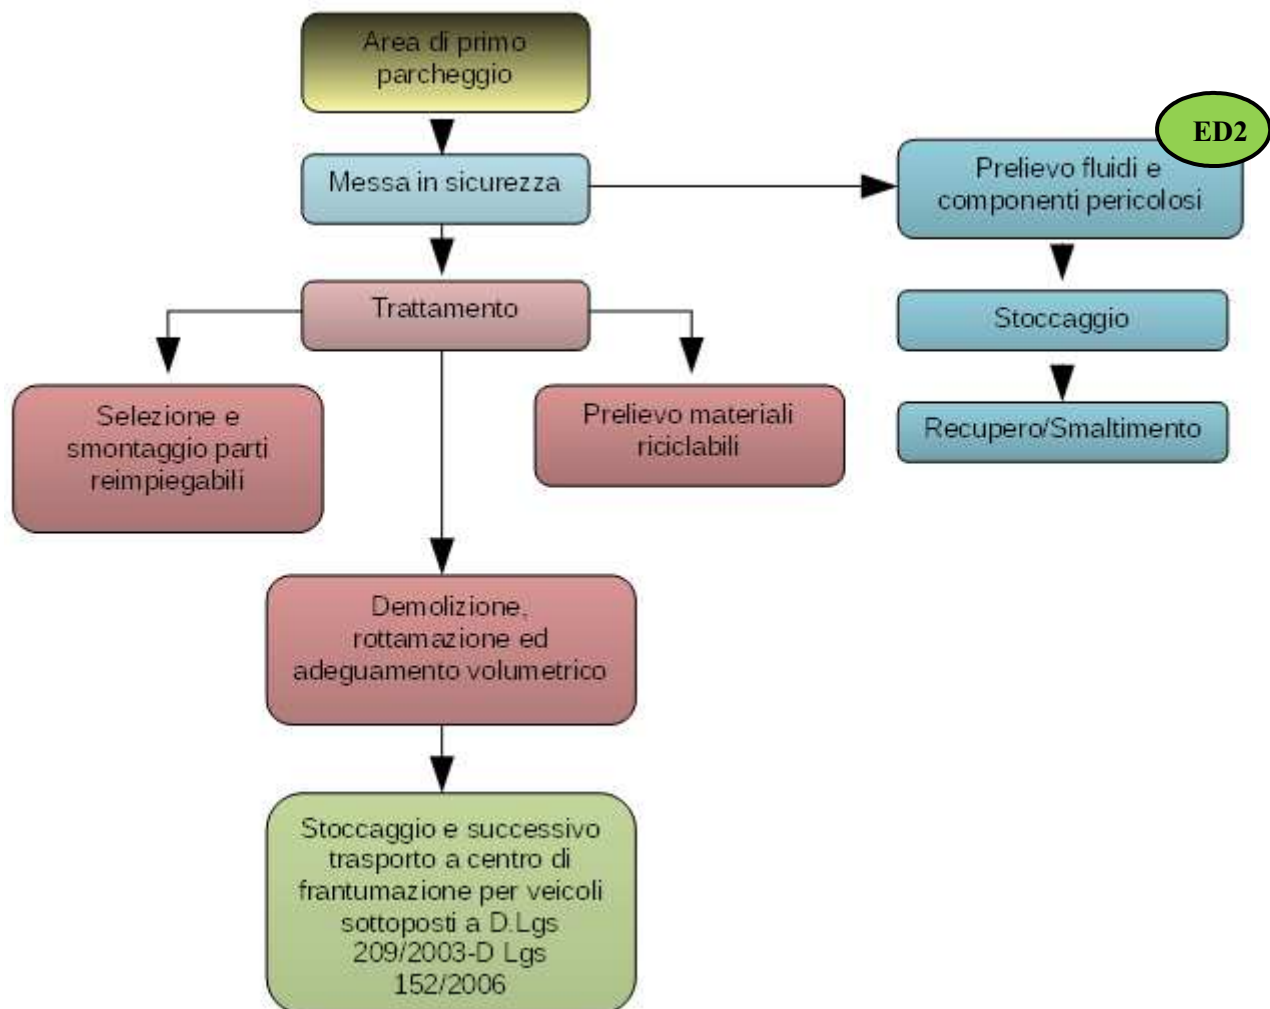 Area di primo
parcheggio
ED2
Messa in sicurezza
Prelievo fluidi e
componenti pericolosi
Trattamento
Stoccaggio
Selezione e
smontaggio parti
reimpiegabili
Prelievo materiali
riciclabili
Recupero/Smaltimento
Demolizione,
rottamazione ed
adeguamento volumetrico
Stoccaggio e successivo
trasporto a centro di
frantumazione per veicoli
sottoposti a D.Lgs
209/2003-D Lgs
152/2006